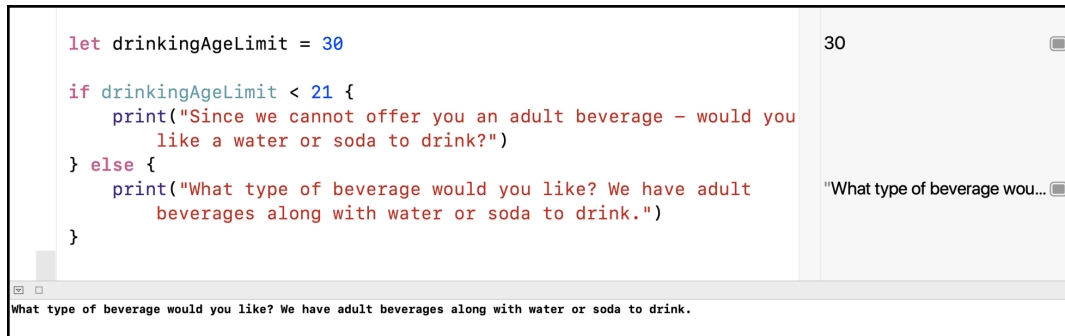 let drinkingAgeLimit = 30
30
if drinkingAgeLimit < 21 {
print("Since we cannot offer you an adult beverage – would you
like a water or soda to drink?")
} else {
print("What type of beverage would you like? We have adult
"What type of beverage wou...
beverages along with water or soda to drink.")
}
What type of beverage would you like? We have adult beverages along with water or soda to drink.